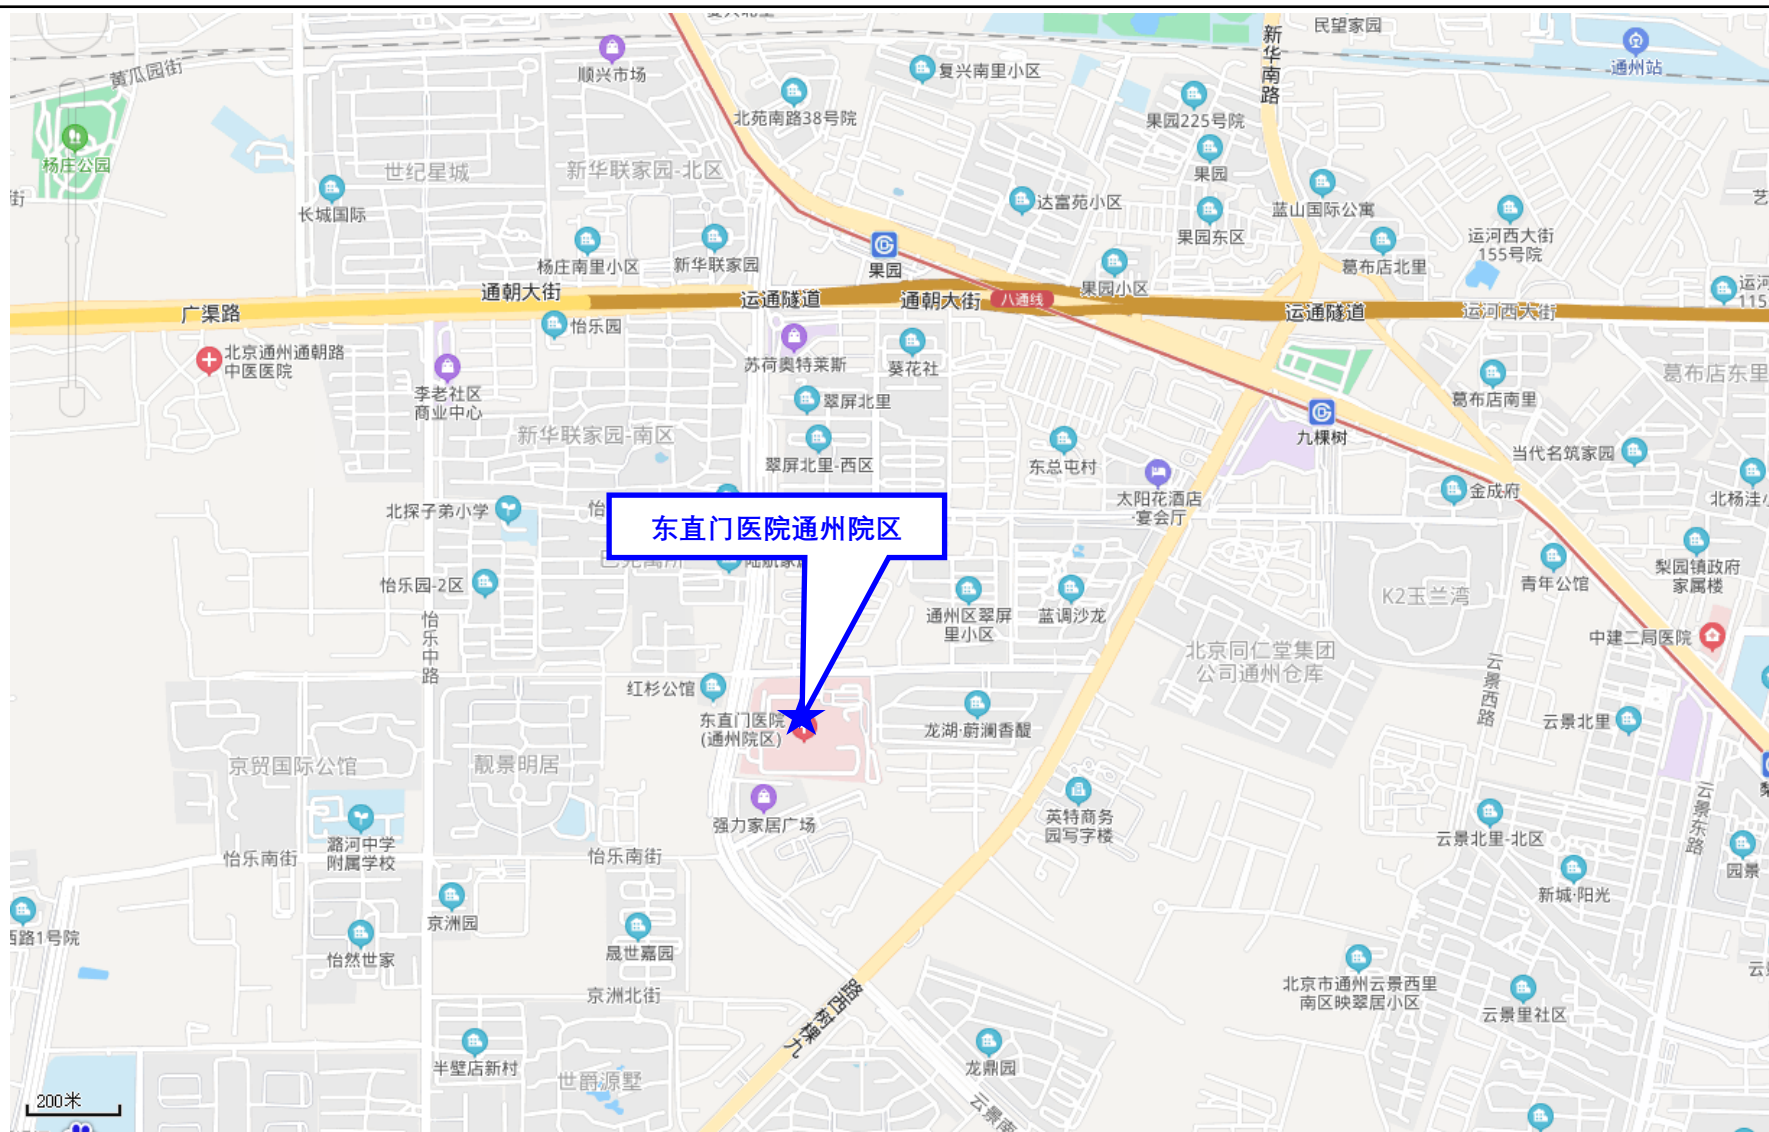 民望家园
新华南路
通州站
黄瓜园街
顺兴市场
复兴南里小区
北苑南路38号院
果园225号院
杨庄公园
世纪星城
新华联家园-北区
果园
长城国际
达富苑小区
蓝山国际公寓
果园东区
运河西大街
155号院
杨庄南里小区
新华联家园
果园
葛布店北里
果园小区
通朝大街
运通隧道
通朝大街
八通线
广渠路
运通隧道
运河西大街
怡乐园
北京通州通朝路
中医医院
苏荷奥特莱斯
葵花社
李老社区
商业中心
翠屏北里
葛布店东里
葛布店南里
新华联家园-南区
翠屏北里-西区
东总屯村
九棵树
当代名筑家园
太阳花酒店
·宴会厅
金成府
北探子弟小学
东直门医院通州院区
梨园镇政府
家属楼
怡乐园-2区
青年公馆
K2玉兰湾
通州区翠屏
里小区
蓝调沙龙
怡乐中路
中建二局医院
北京同仁堂集团
公司通州仓库
云景西路
红杉公馆
东直门医院
(通州院区)
龙湖·蔚澜香醍
云景北里
京贸国际公馆
靓景明居
强力家居广场
英特商务
园写字楼
云景东路
云景北里-北区
潞河中学
附属学校
怡乐南街
怡乐南街
园景
新城·阳光
京洲园
西路1号院
怡然世家
晟世嘉园
北京市通州云景西里
南区映翠居小区
京洲北街
云景里社区
九棵树西路
半壁店新村
龙鼎园
世爵源墅
200米
云景南